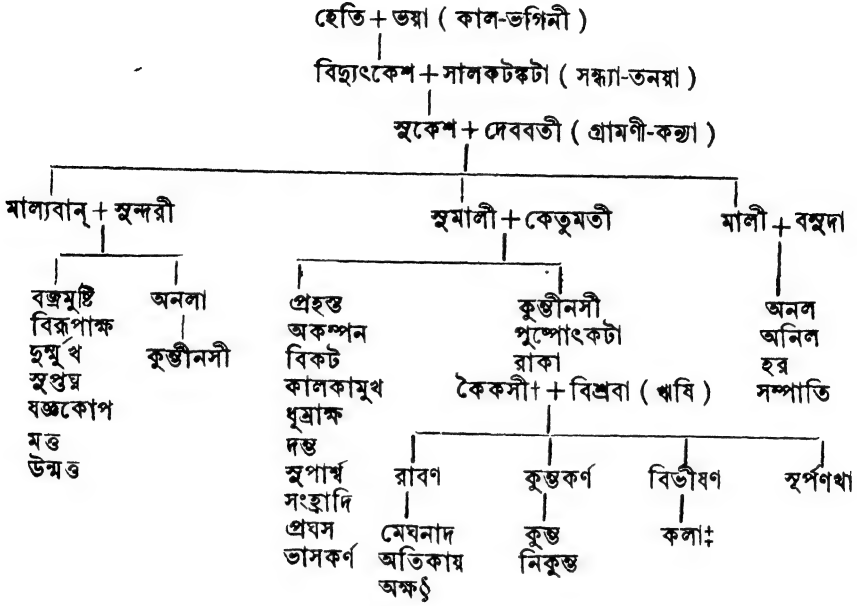 হেতি + ভয়া ( কাল-ভগিনী )
বিদ্যুৎকেশ + সালকটঙ্কটা ( সন্ধ্যা-তনয়া )
সুকেশ + দেববতী ( গ্রামণী-কন্যা )
মাল্যবান্ + সুন্দরী
সুমালী + কেতুমতী
মালী + বসুদা
বজ্রমুষ্টি
বিরূপাক্ষ
দুর্ম্মুখ
সুপ্তঘ্ন
যজ্ঞকোপ
মত্ত
উন্মত্ত
অনলা
কুম্ভীনসী
প্রহস্ত
অকম্পন
বিকট
কালকামুখ
ধূম্রাক্ষ
দম্ভ
সুপার্শ্ব
সংহ্রাদি
প্রঘস
ভাসকর্ণ
কুম্ভীনসী
পুষ্পোৎকটা
রাকা
কৈকসী† + বিশ্রবা ( ঋষি )
অনল
অনিল
হর
সম্পাতি
রাবণ
কুম্ভকর্ণ
বিভীষণ
সূর্পণখা
মেঘনাদ
অতিকায়
অক্ষ§
কুম্ভ
নিকুম্ভ
কলা‡